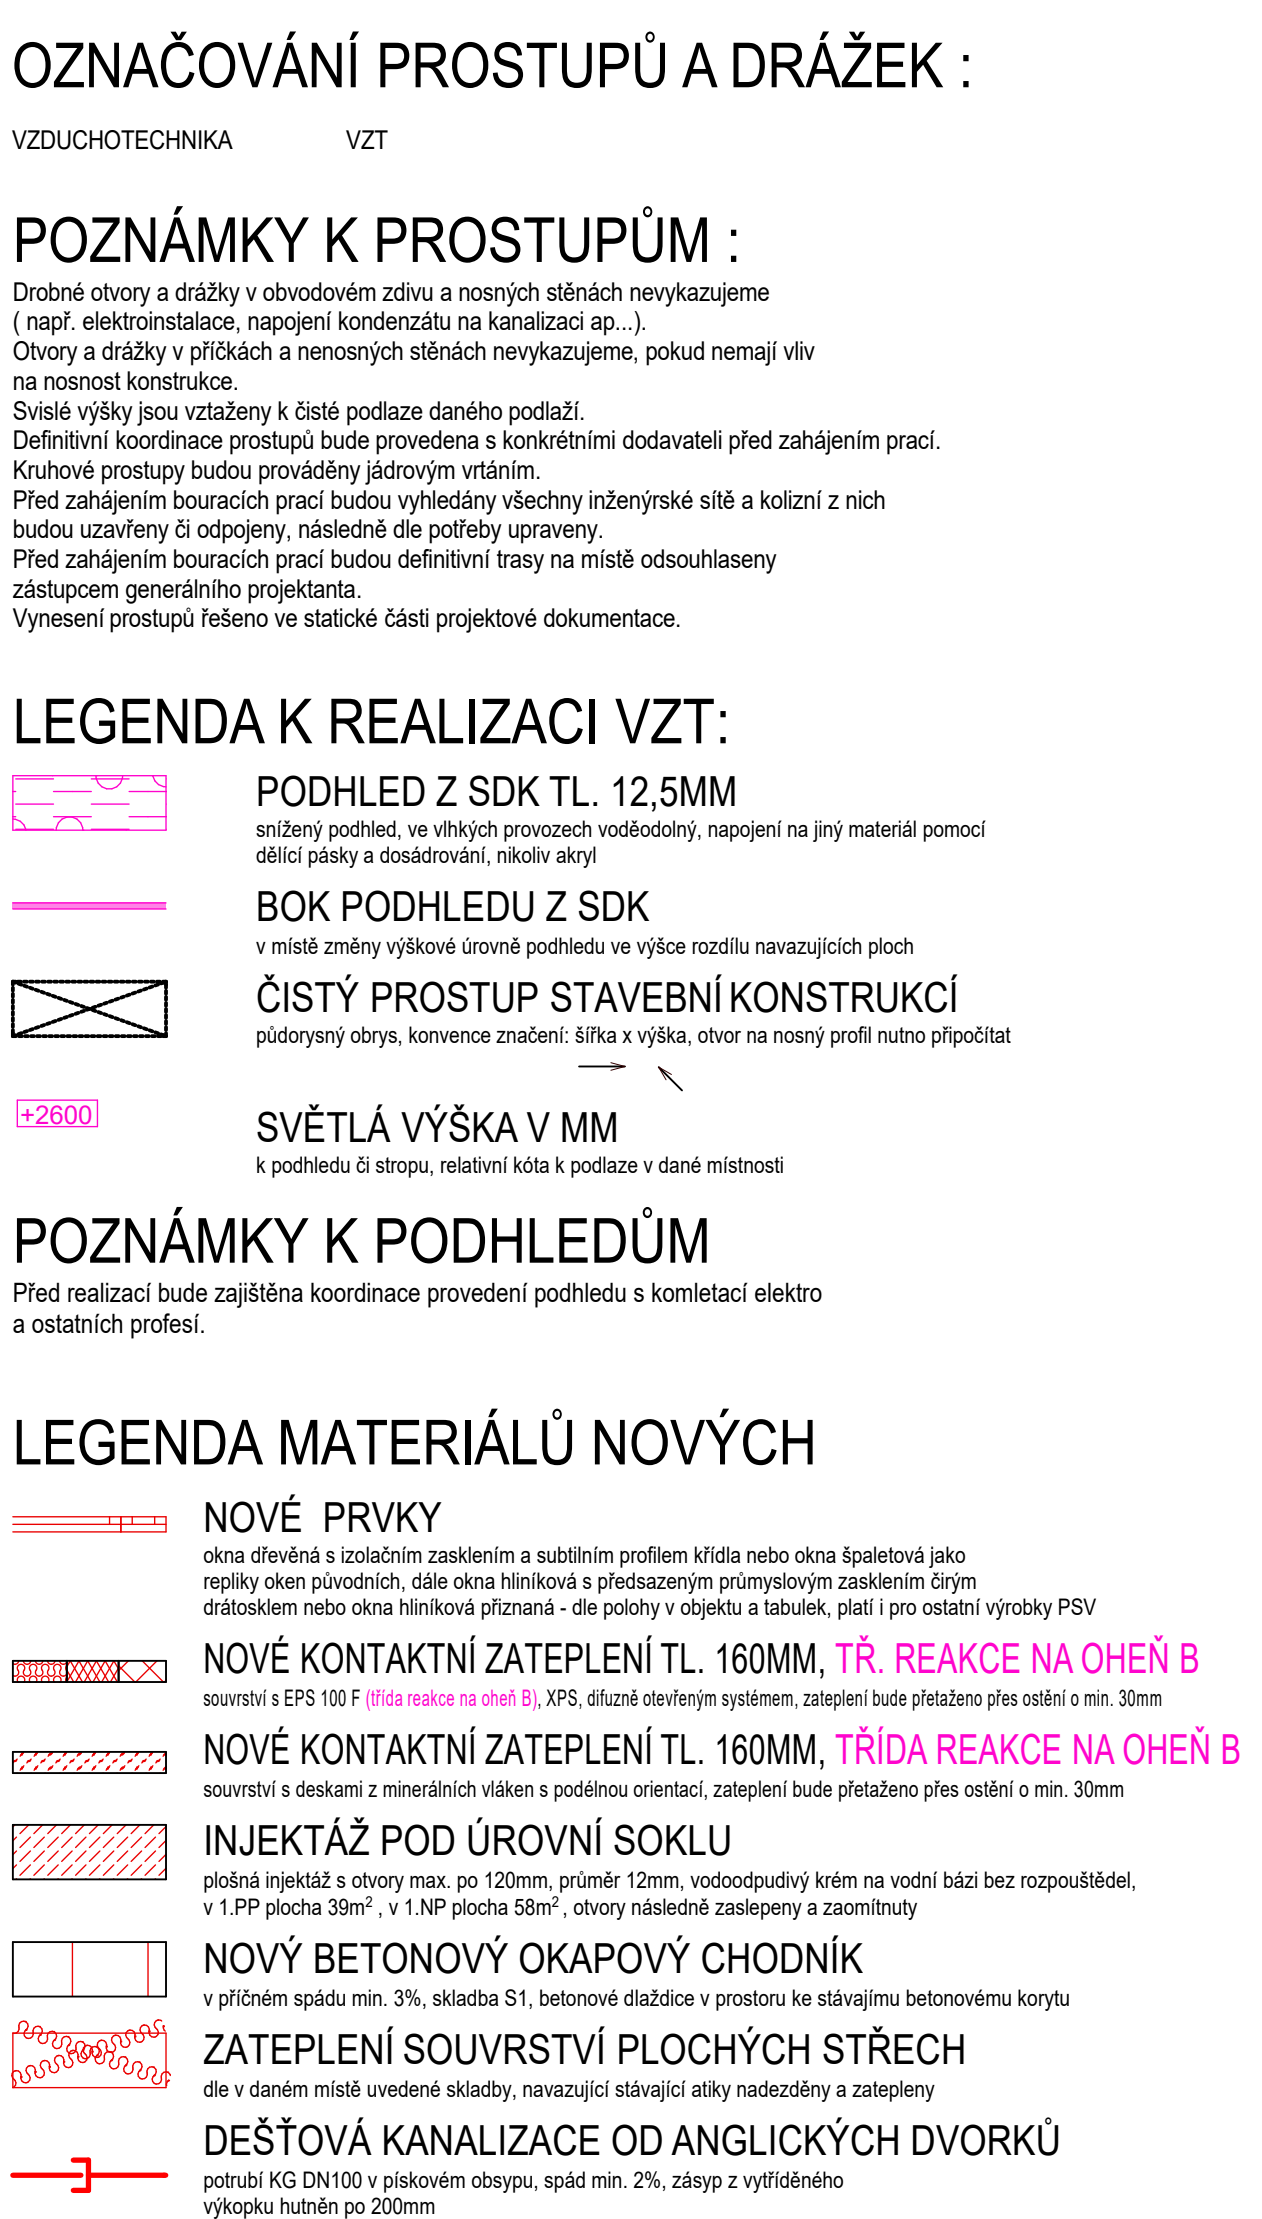 OZNAČOVÁNÍ PROSTUPŮ A DRÁŽEK :
VZDUCHOTECHNIKA VZT
POZNÁMKY K PROSTUPŮM :
Drobné otvory a drážky v obvodovém zdivu a nosných stěnách nevykazujeme
( např. elektroinstalace, napojení kondenzátu na kanalizaci ap...).
Otvory a drážky v příčkách a nenosných stěnách nevykazujeme, pokud nemají vliv
na nosnost konstrukce.
Svislé výšky jsou vztaženy k čisté podlaze daného podlaží.
Definitivní koordinace prostupů bude provedena s konkrétními dodavateli před zahájením prací.
Kruhové prostupy budou prováděny jádrovým vrtáním.
Před zahájením bouracích prací budou vyhledány všechny inženýrské sítě a kolizní z nich
budou uzavřeny či odpojeny, následně dle potřeby upraveny.
Před zahájením bouracích prací budou definitivní trasy na místě odsouhlaseny
zástupcem generálního projektanta.
Vynesení prostupů řešeno ve statické části projektové dokumentace.
LEGENDA K REALIZACI VZT:
PODHLED Z SDK TL. 12,5MM
snížený podhled, ve vlhkých provozech voděodolný, napojení na jiný materiál pomocí
dělící pásky a dosádrování, nikoliv akryl
BOK PODHLEDU Z SDK
v místě změny výškové úrovně podhledu ve výšce rozdílu navazujících ploch
ČISTÝ PROSTUP STAVEBNÍ KONSTRUKCÍ
půdorysný obrys, konvence značení: šířka x výška, otvor na nosný profil nutno připočítat
+2600
SVĚTLÁ VÝŠKA V MM
k podhledu či stropu, relativní kóta k podlaze v dané místnosti
POZNÁMKY K PODHLEDŮM
Před realizací bude zajištěna koordinace provedení podhledu s komletací elektro
a ostatních profesí.
LEGENDA MATERIÁLŮ NOVÝCH
NOVÉ PRVKY
okna dřevěná s izolačním zasklením a subtilním profilem křídla nebo okna špaletová jako
repliky oken původních, dále okna hliníková s předsazeným průmyslovým zasklením čirým
drátosklem nebo okna hliníková přiznaná - dle polohy v objektu a tabulek, platí i pro ostatní výrobky PSV
NOVÉ KONTAKTNÍ ZATEPLENÍ TL. 160MM, TŘ. REAKCE NA OHEŇ B
souvrství s EPS 100 F (třída reakce na oheň B), XPS, difuzně otevřeným systémem, zateplení bude přetaženo přes ostění o min. 30mm
NOVÉ KONTAKTNÍ ZATEPLENÍ TL. 160MM, TŘÍDA REAKCE NA OHEŇ B
souvrství s deskami z minerálních vláken s podélnou orientací, zateplení bude přetaženo přes ostění o min. 30mm
INJEKTÁŽ POD ÚROVNÍ SOKLU
plošná injektáž s otvory max. po 120mm, průměr 12mm, vodoodpudivý krém na vodní bázi bez rozpouštědel,
v 1.PP plocha 39m² , v 1.NP plocha 58m² , otvory následně zaslepeny a zaomítnuty
NOVÝ BETONOVÝ OKAPOVÝ CHODNÍK
v příčném spádu min. 3%, skladba S1, betonové dlaždice v prostoru ke stávajímu betonovému korytu
ZATEPLENÍ SOUVRSTVÍ PLOCHÝCH STŘECH
dle v daném místě uvedené skladby, navazující stávající atiky nadezděny a zatepleny
DEŠŤOVÁ KANALIZACE OD ANGLICKÝCH DVORKŮ
potrubí KG DN100 v pískovém obsypu, spád min. 2%, zásyp z vytříděného
výkopku hutněn po 200mm